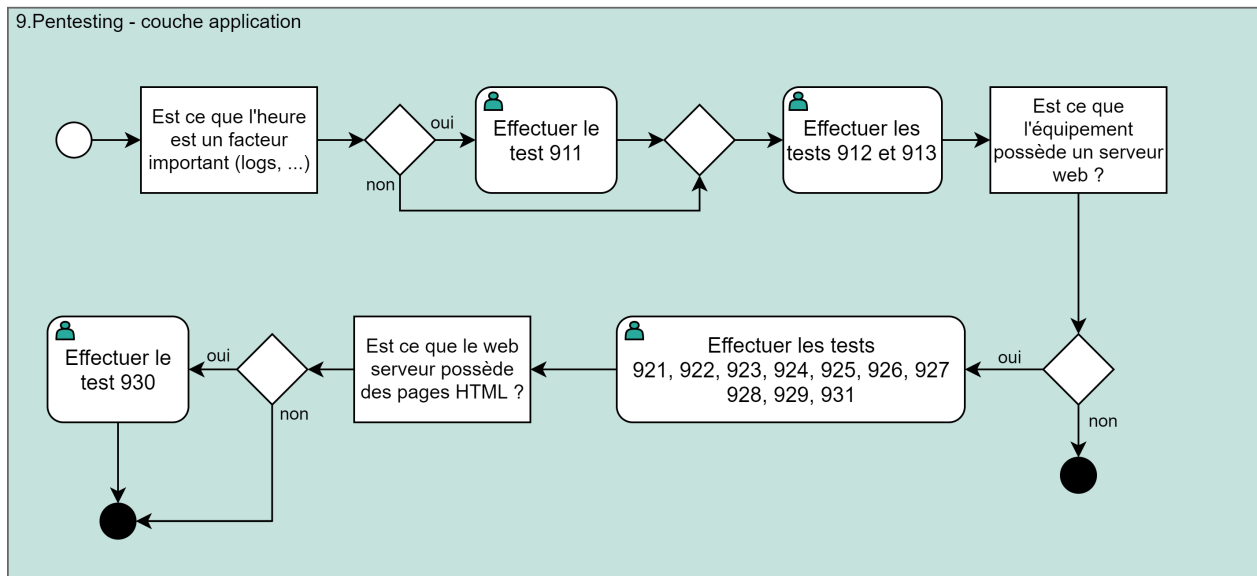 9.Pentesting - couche application
Est ce que l'heure
est un facteur
important (logs, ...)
oui
non
Effectuer le
test 911
Effectuer les
tests 912 et 913
Est ce que
l'équipement
possède un serveur
web ?
oui
non
Effectuer les tests
921, 922, 923, 924, 925, 926, 927
928, 929, 931
Est ce que le web
serveur possède
des pages HTML ?
oui
non
Effectuer le
test 930